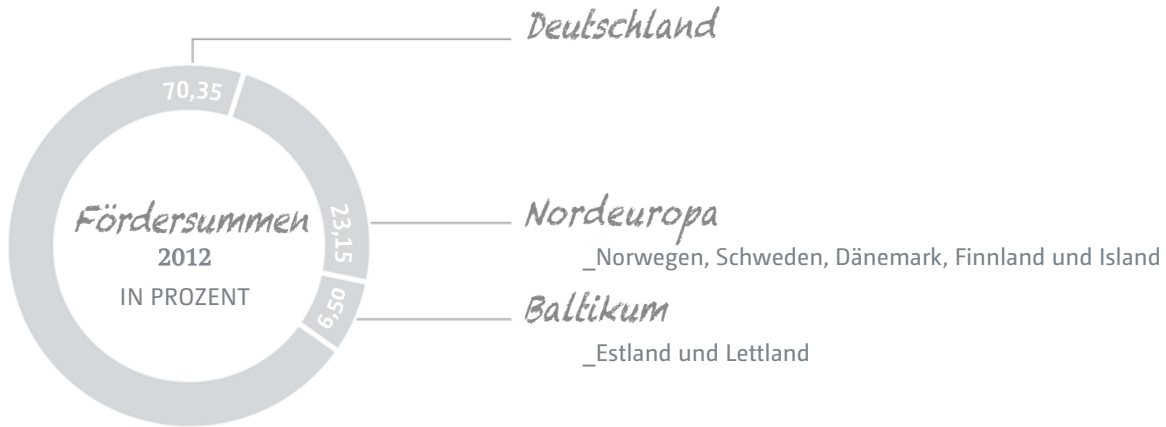 Deutschland
70,35
Fördersummen
2012
IN PROZENT
23,15
Nordeuropa
_Norwegen, Schweden, Dänemark, Finnland und Island
6,50
Baltikum
_Estland und Lettland